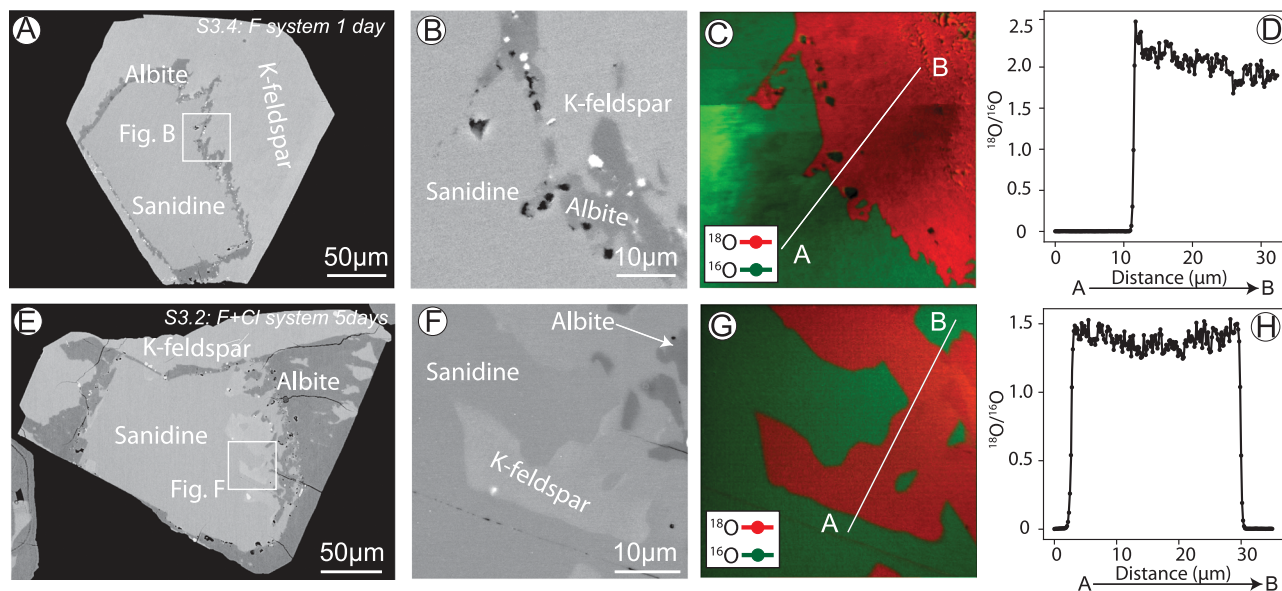 A
S3.4: F system 1 day
Albite
K-feldspar
Fig. B
Sanidine
50μm
B
K-feldspar
Sanidine
Albite
10μm
C
B
A
18O
16O
D
2.5
2.0
1.5
1.0
0.5
0
18O/16O
0 10 20 30
Distance (μm)
A B
E
S3.2: F+Cl system 5days
K-feldspar
Albite
Sanidine
Fig. F
50μm
F
Albite
Sanidine
K-feldspar
10μm
G
B
A
18O
16O
H
1.5
1.0
0.5
0
18O/16O
0 10 20 30
Distance (μm)
A B